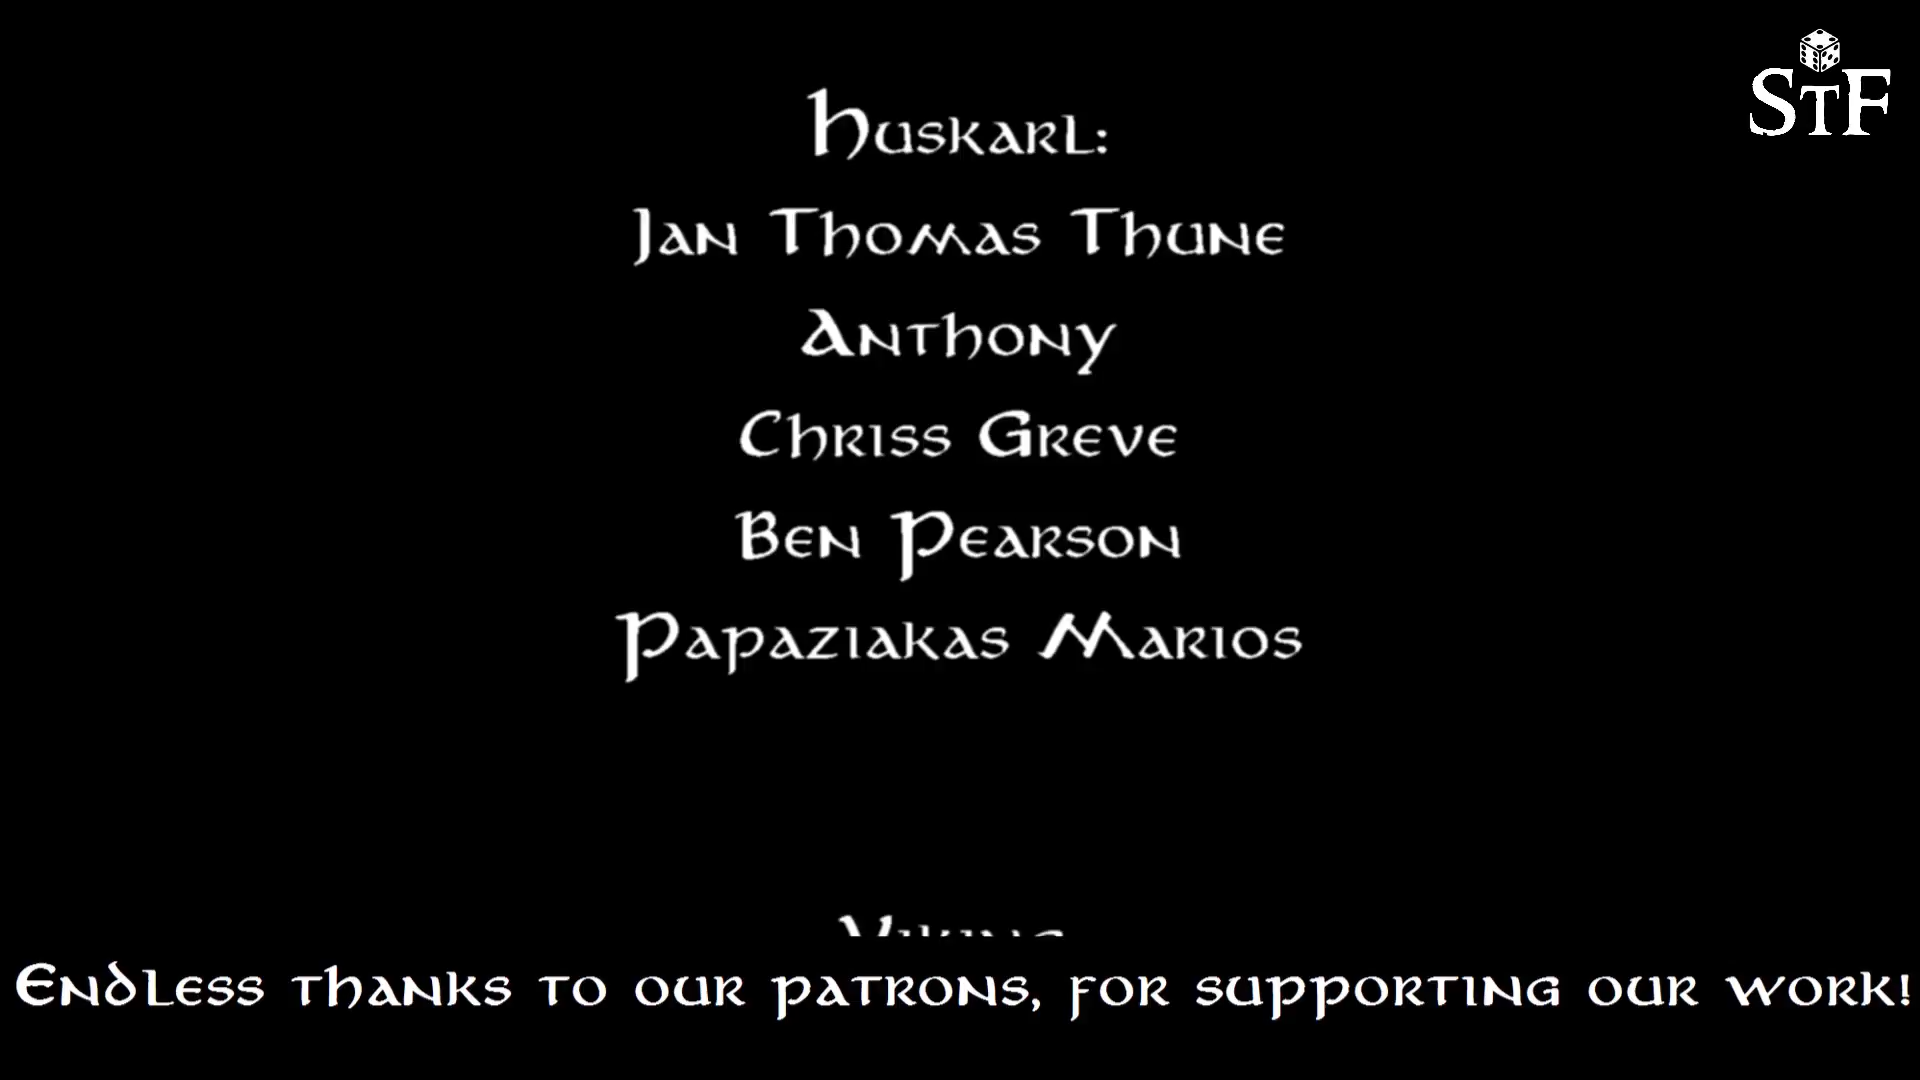 STF
Huskarl:
Jan Thomas Thune
Anthony
Chriss Greve
Ben Pearson
Papaziakas Marios
Endless thanks to our patrons, for supporting our work!